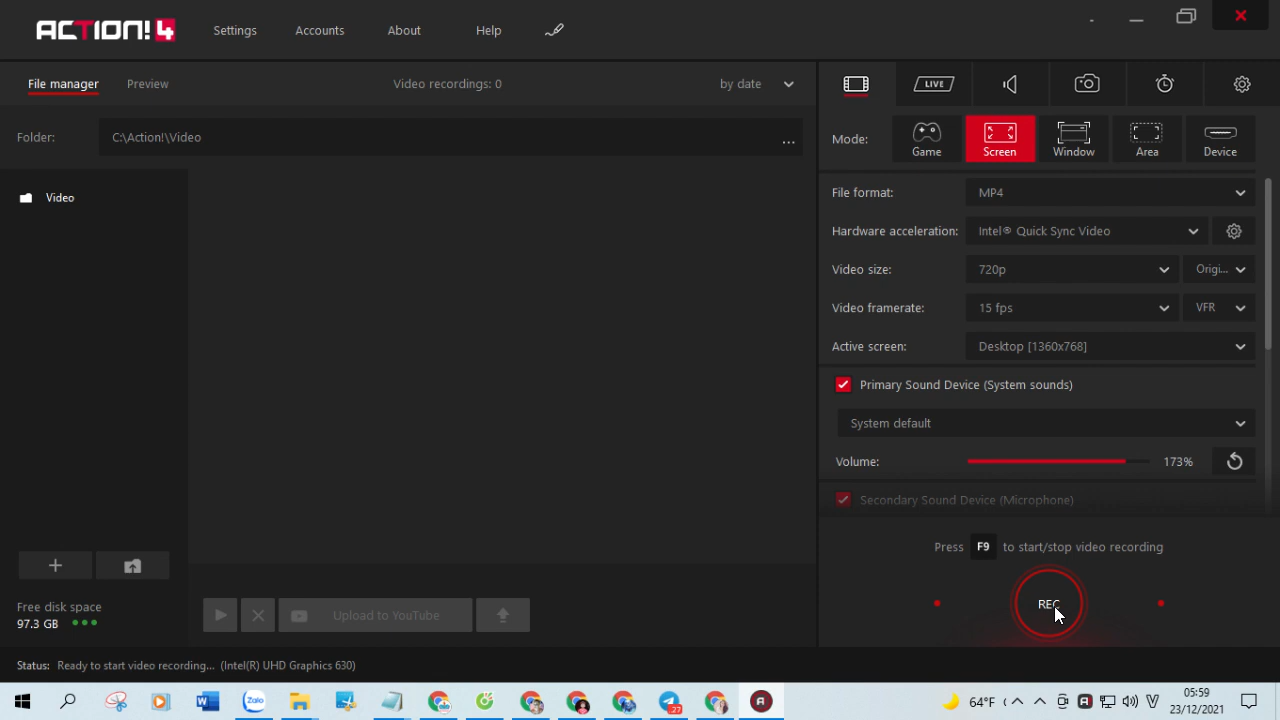 ACTION! 4
Settings
Accounts
About
Help
File manager
Preview
Video recordings: 0
by date
LIVE
Folder:
C:\Action!\Video
...
Mode:
Game
Screen
Window
Area
Device
Video
File format:
MP4
Hardware acceleration:
Intel® Quick Sync Video
Video size:
720p
Origi...
Video framerate:
15 fps
VFR
Active screen:
Desktop [1360x768]
Primary Sound Device (System sounds)
System default
Volume:
173%
Secondary Sound Device (Microphone)
Press F9 to start/stop video recording
REC
Upload to YouTube
Free disk space
97.3 GB
Status: Ready to start video recording... (Intel(R) UHD Graphics 630)
Zalo
27
64°F
05:59
23/12/2021